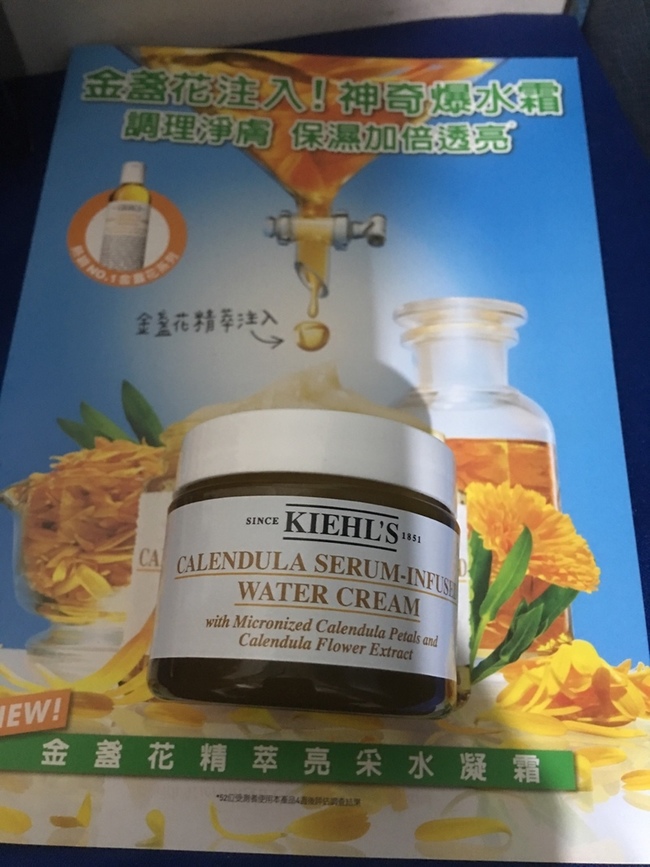 金盞花注入！神奇爆水霜
調理淨膚 保濕加倍透亮*
金盞花精萃注入
SINCE KIEHL'S 1851
CALENDULA SERUM-INFUSE
WATER CREAM
with Micronized Calendula Petals and
Calendula Flower Extract
NEW!
金盞花精萃亮采水凝霜